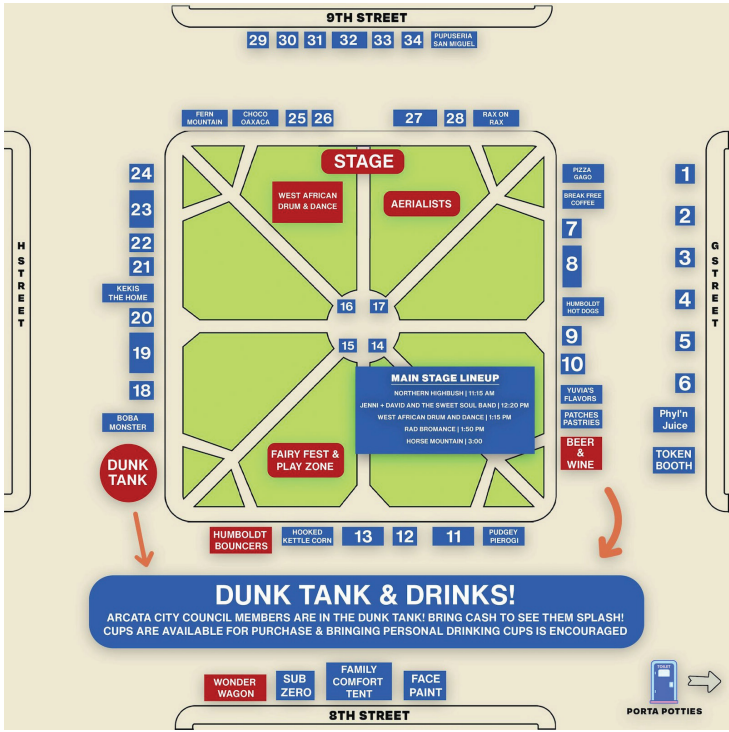 9TH STREET
29 30 31 32 33 34 PUPUSERIA
SAN MIGUEL
FERN
MOUNTAIN
CHOCO
OAXACA
25 26 27 28 RAX ON
RAX
STAGE
WEST AFRICAN
DRUM & DANCE
AERIALISTS
24
23
22
21
KEKIS
THE HOME
20
19
18
BOBA
MONSTER
DUNK
TANK
H STREET
PIZZA
GAGO
BREAK FREE
COFFEE
7
8
HUMBOLDT
HOT DOGS
9
10
YUVIA'S
FLAVORS
PATCHES
PASTRIES
BEER
&
WINE
1
2
3
4
5
6
Phyl'n
Juice
TOKEN
BOOTH
G STREET
16 17
15 14
MAIN STAGE LINEUP
NORTHERN HIGHBUSH | 11:15 AM
JENNI + DAVID AND THE SWEET SOUL BAND | 12:20 PM
WEST AFRICAN DRUM AND DANCE | 1:15 PM
RAD BROMANCE | 1:50 PM
HORSE MOUNTAIN | 3:00
FAIRY FEST &
PLAY ZONE
HUMBOLDT
BOUNCERS
HOOKED
KETTLE CORN
13 12 11 PUDGEY
PIEROGI
DUNK TANK & DRINKS!
ARCATA CITY COUNCIL MEMBERS ARE IN THE DUNK TANK! BRING CASH TO SEE THEM SPLASH!
CUPS ARE AVAILABLE FOR PURCHASE & BRINGING PERSONAL DRINKING CUPS IS ENCOURAGED
WONDER
WAGON
SUB
ZERO
FAMILY
COMFORT
TENT
FACE
PAINT
8TH STREET
TOILET
PORTA POTTIES